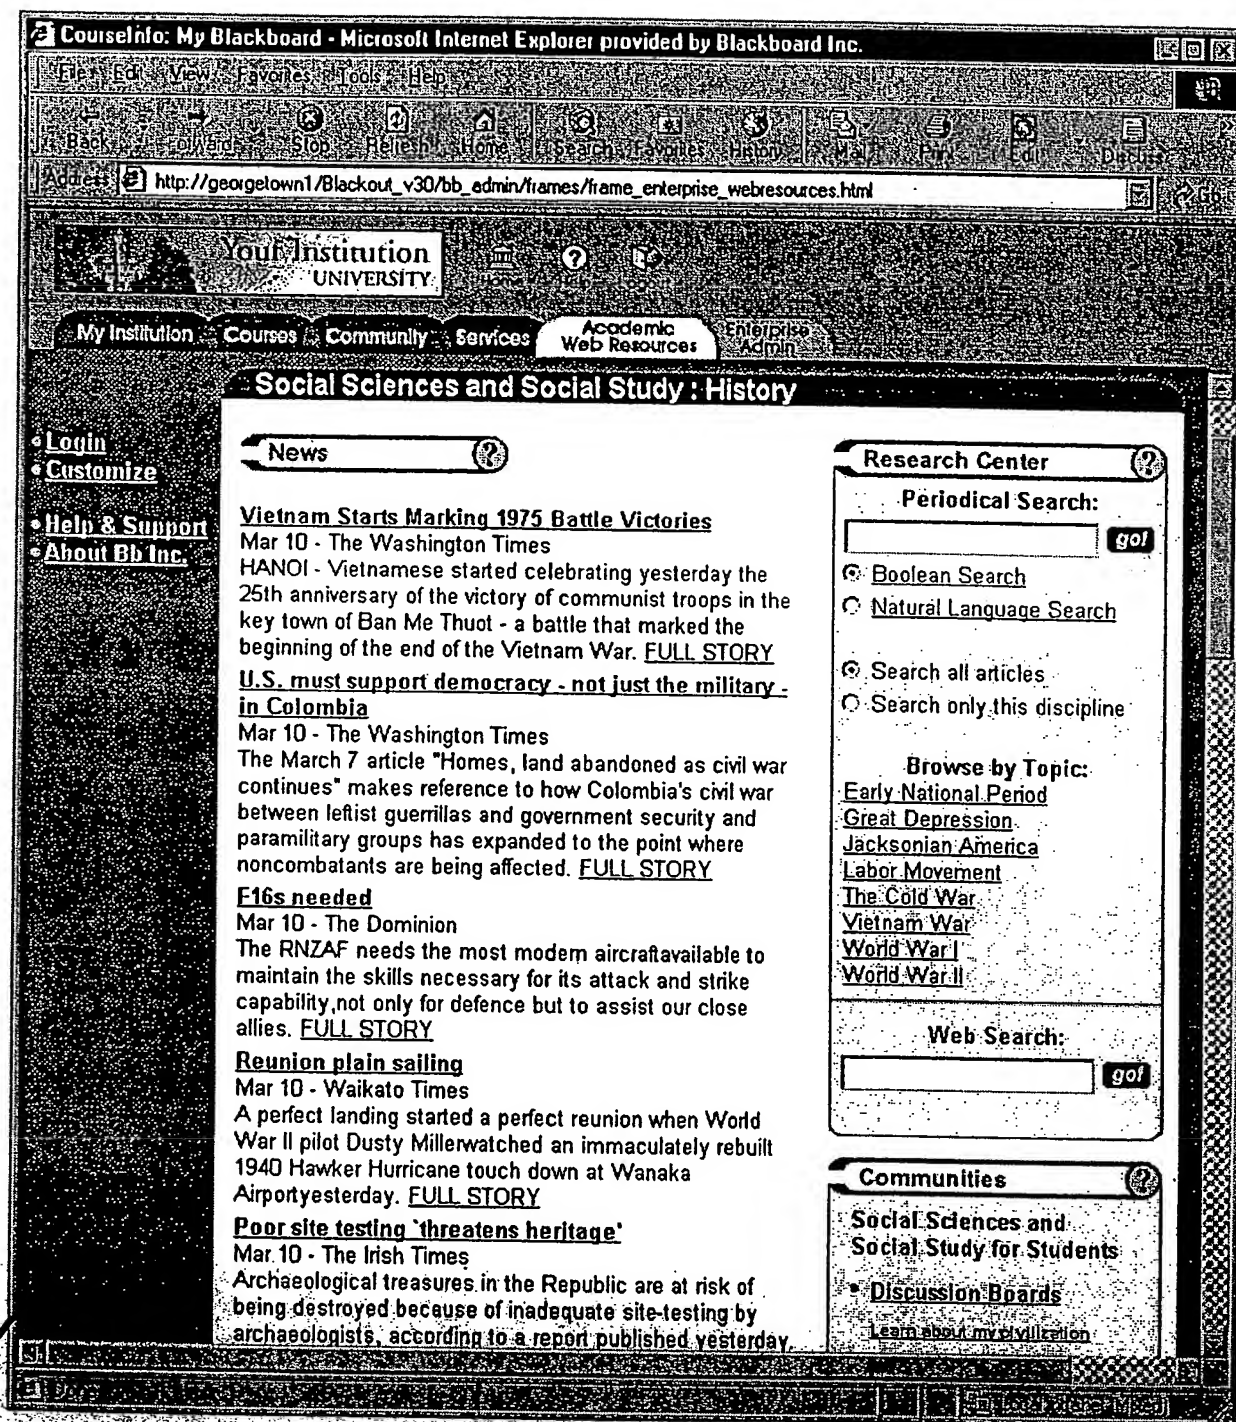 CourseInfo: My Blackboard - Microsoft Internet Explorer provided by Blackboard Inc.
File Edit View Favorites Tools Help
Back Forward Stop Refresh Home Search Favorites History Mail Print Edit Discuss
Address http://georgetown1/Blackout_v30/bb_admin/frames/frame_enterprise_webresources.html Go
Your Institution
UNIVERSITY
Home Help Logout
My Institution Courses Community Services Academic Web Resources Enterprise Admin
Social Sciences and Social Study : History
Login
Customize
Help & Support
About Bb Inc.
News ?
Vietnam Starts Marking 1975 Battle Victories
Mar 10 - The Washington Times
HANOI - Vietnamese started celebrating yesterday the
25th anniversary of the victory of communist troops in the
key town of Ban Me Thuot - a battle that marked the
beginning of the end of the Vietnam War. FULL STORY
U.S. must support democracy - not just the military -
in Colombia
Mar 10 - The Washington Times
The March 7 article "Homes, land abandoned as civil war
continues" makes reference to how Colombia's civil war
between leftist guerrillas and government security and
paramilitary groups has expanded to the point where
noncombatants are being affected. FULL STORY
F16s needed
Mar 10 - The Dominion
The RNZAF needs the most modern aircraftavailable to
maintain the skills necessary for its attack and strike
capability,not only for defence but to assist our close
allies. FULL STORY
Reunion plain sailing
Mar 10 - Waikato Times
A perfect landing started a perfect reunion when World
War II pilot Dusty Millerwatched an immaculately rebuilt
1940 Hawker Hurricane touch down at Wanaka
Airportyesterday. FULL STORY
Poor site testing `threatens heritage'
Mar 10 - The Irish Times
Archaeological treasures in the Republic are at risk of
being destroyed because of inadequate site-testing by
archaeologists, according to a report published yesterday.
Research Center ?
Periodical Search:
go!
Boolean Search
Natural Language Search
Search all articles
Search only this discipline
Browse by Topic:
Early National Period
Great Depression
Jacksonian America
Labor Movement
The Cold War
Vietnam War
World War I
World War II
Web Search:
go!
Communities ?
Social Sciences and
Social Study for Students
Discussion Boards
Learn about my civilization